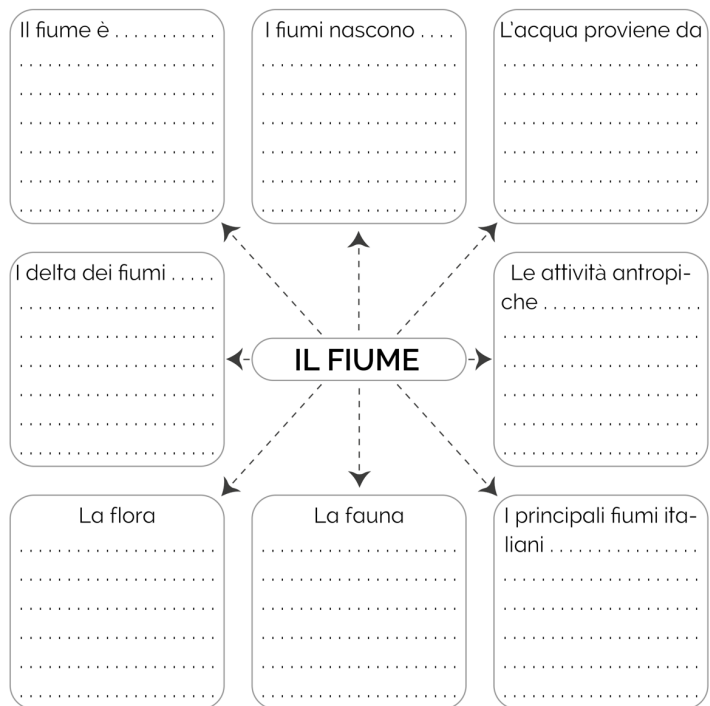 Il fiume è . . . . . . . . . . .
I fiumi nascono . . . .
L'acqua proviene da
I delta dei fiumi . . . . .
Le attività antropi-
che . . . . . . . . . . . . . . . . .
IL FIUME
La flora
La fauna
I principali fiumi ita-
liani . . . . . . . . . . . . . . . .